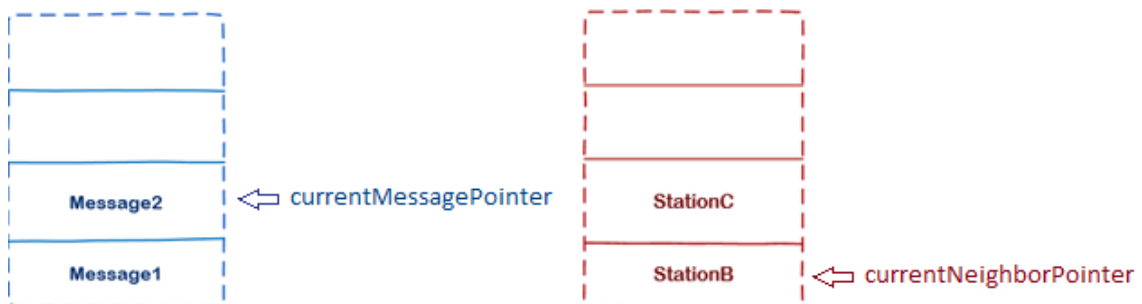 Message2
currentMessagePointer
Message1
StationC
StationB
currentNeighborPointer